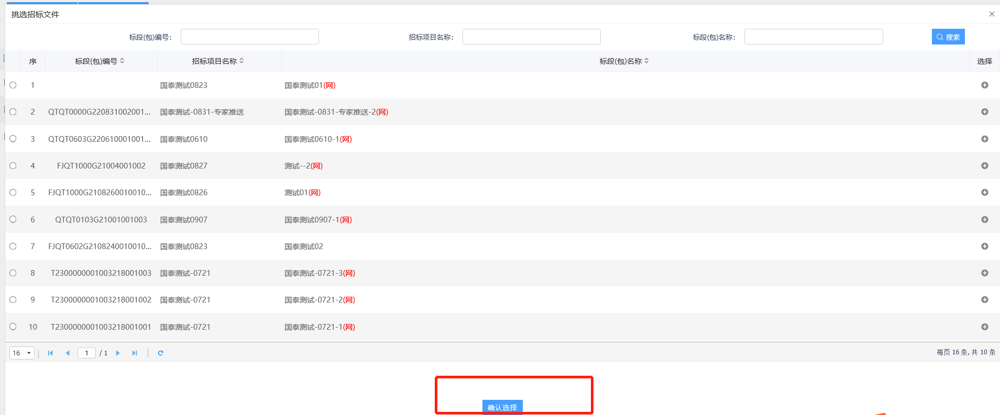 挑选招标文件
标段(包)编号: 招标项目名称: 标段(包)名称: 搜索
序 标段(包)编号 招标项目名称 标段(包)名称 选择
1 国泰测试0823 国泰测试01(网)
2 QTQT0000G220831002001... 国泰测试-0831-专家推送 国泰测试-0831-专家推送-2(网)
3 QTQT0603G220610001001... 国泰测试0610 国泰测试0610-1(网)
4 FJQT1000G21004001002 国泰测试0827 测试--2(网)
5 FJQT1000G2108260010010... 国泰测试0826 测试01(网)
6 QTQT0103G21001001003 国泰测试0907 国泰测试0907-1(网)
7 FJQT0602G2108240010010... 国泰测试0823 国泰测试02
8 T2300000001003218001003 国泰测试-0721 国泰测试-0721-3(网)
9 T2300000001003218001002 国泰测试-0721 国泰测试-0721-2(网)
10 T2300000001003218001001 国泰测试-0721 国泰测试-0721-1(网)
16 1 / 1 每页 16 条, 共 10 条
确认选择